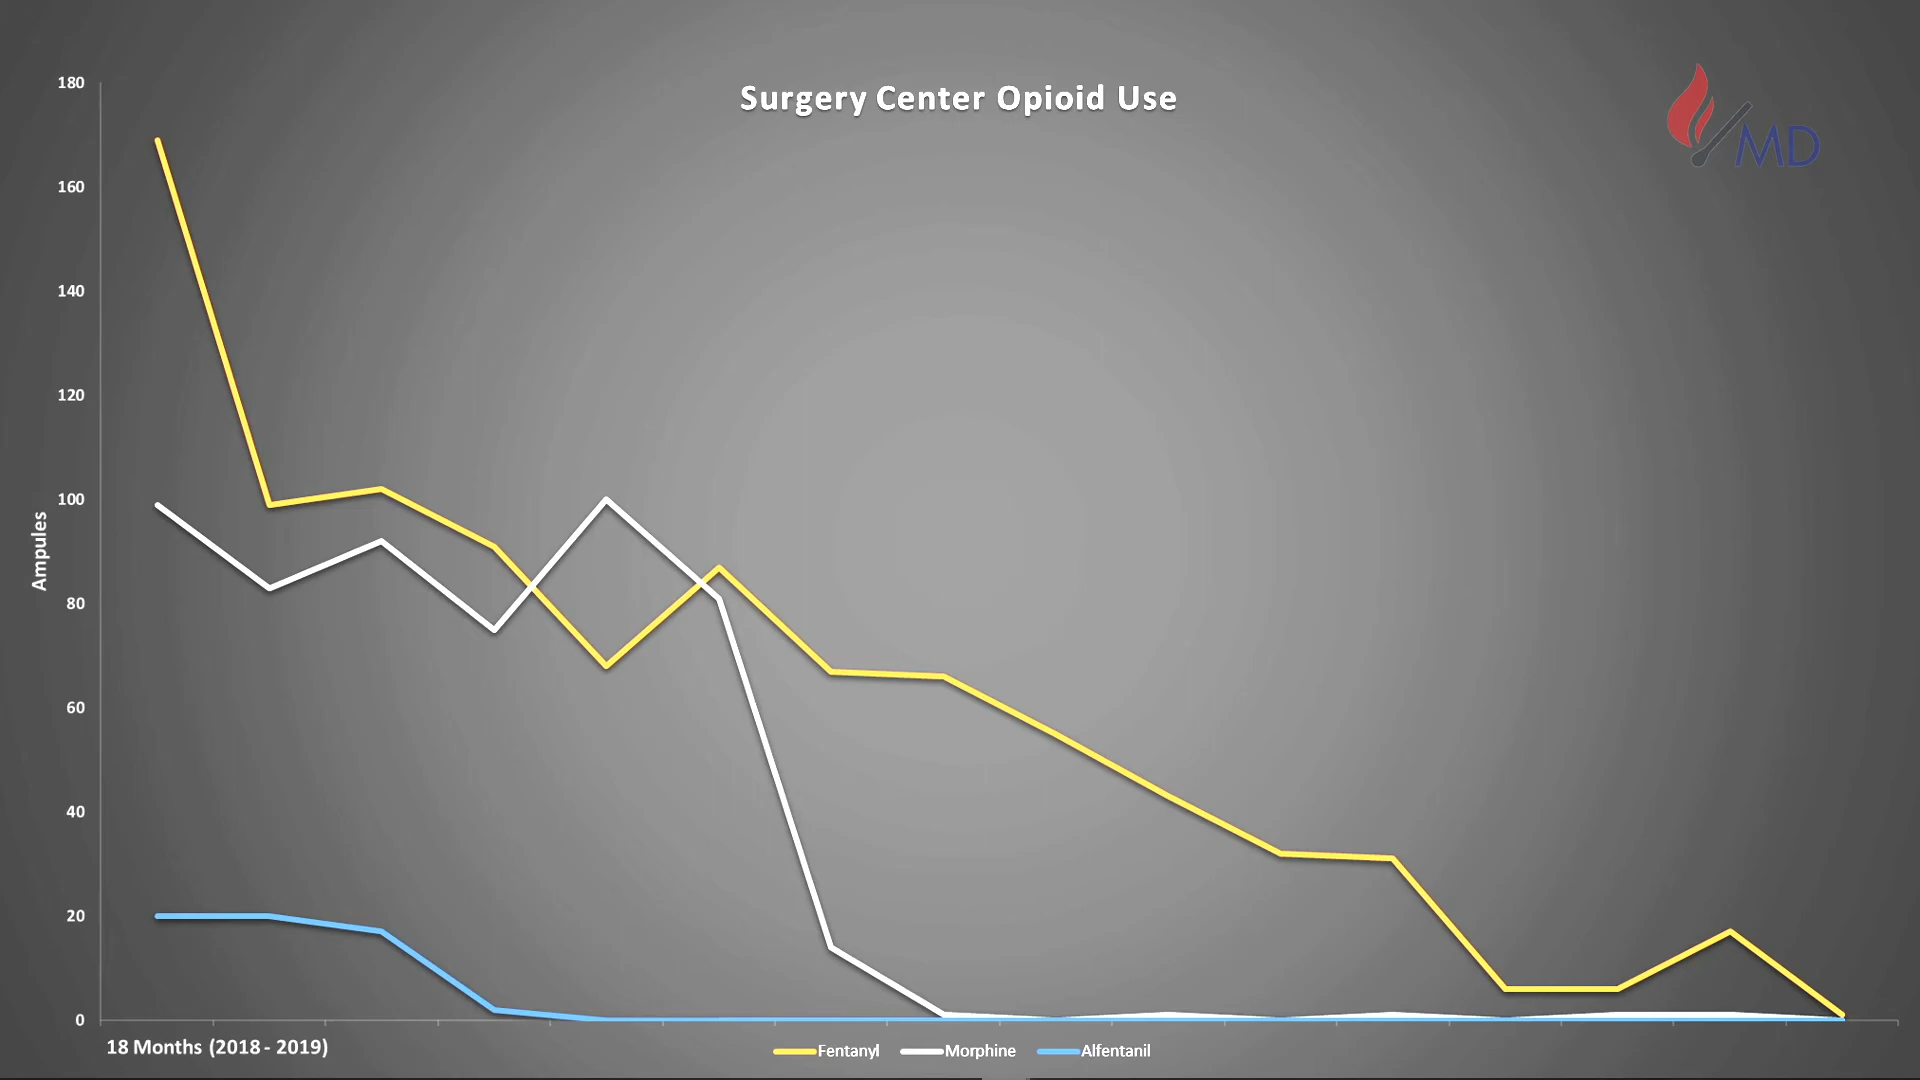 Surgery Center Opioid Use
MD
180
160
140
120
100
80
60
40
20
0
Ampules
18 Months (2018 - 2019)
Fentanyl
Morphine
Alfentanil